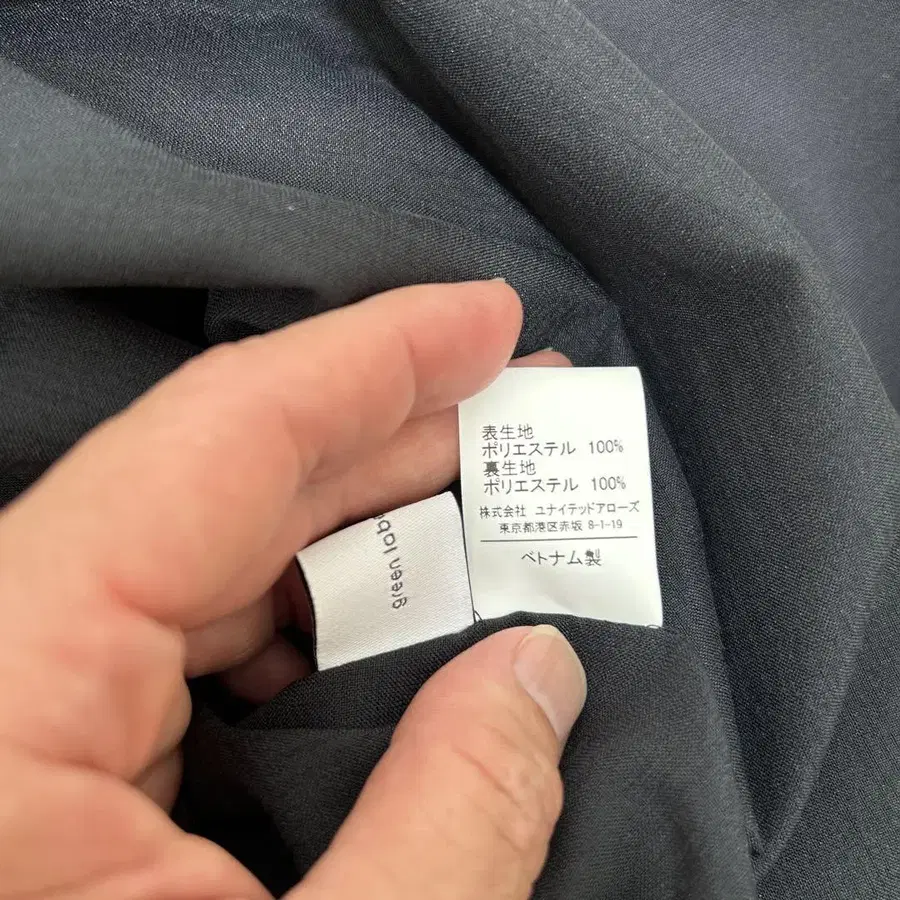 表生地
ポリエステル 100%
裏生地
ポリエステル 100%
株式会社 ユナイテッドアローズ
東京都港区赤坂 8-1-19
ベトナム製
green